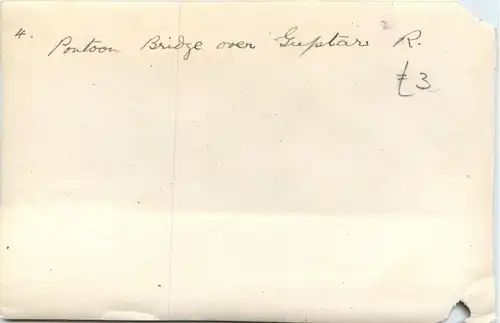 4. Pontoon Bridge over Guptar R.
£3